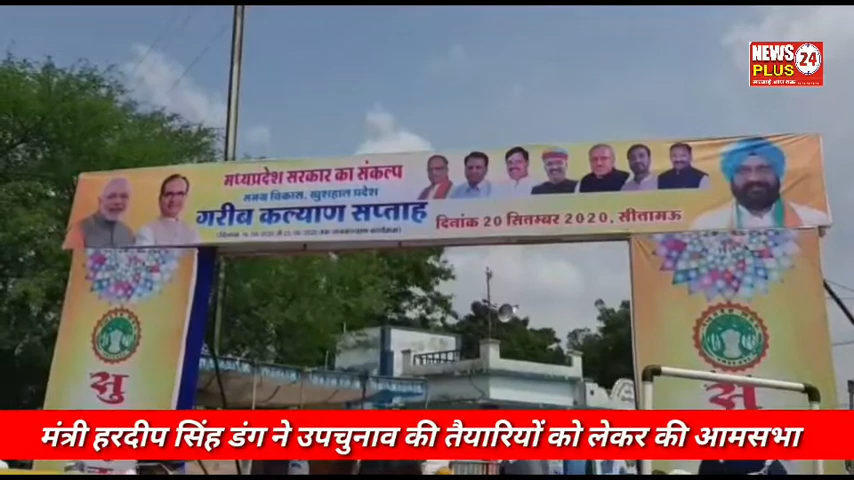 NEWS
PLUS 24
मध्यप्रदेश सरकार का संकल्प
समग्र विकास, खुशहाल प्रदेश
गरीब कल्याण सप्ताह
दिनांक 20 सितम्बर 2020, सीतामऊ
सु
सु
मंत्री हरदीप सिंह डंग ने उपचुनाव की तैयारियों को लेकर की आमसभा